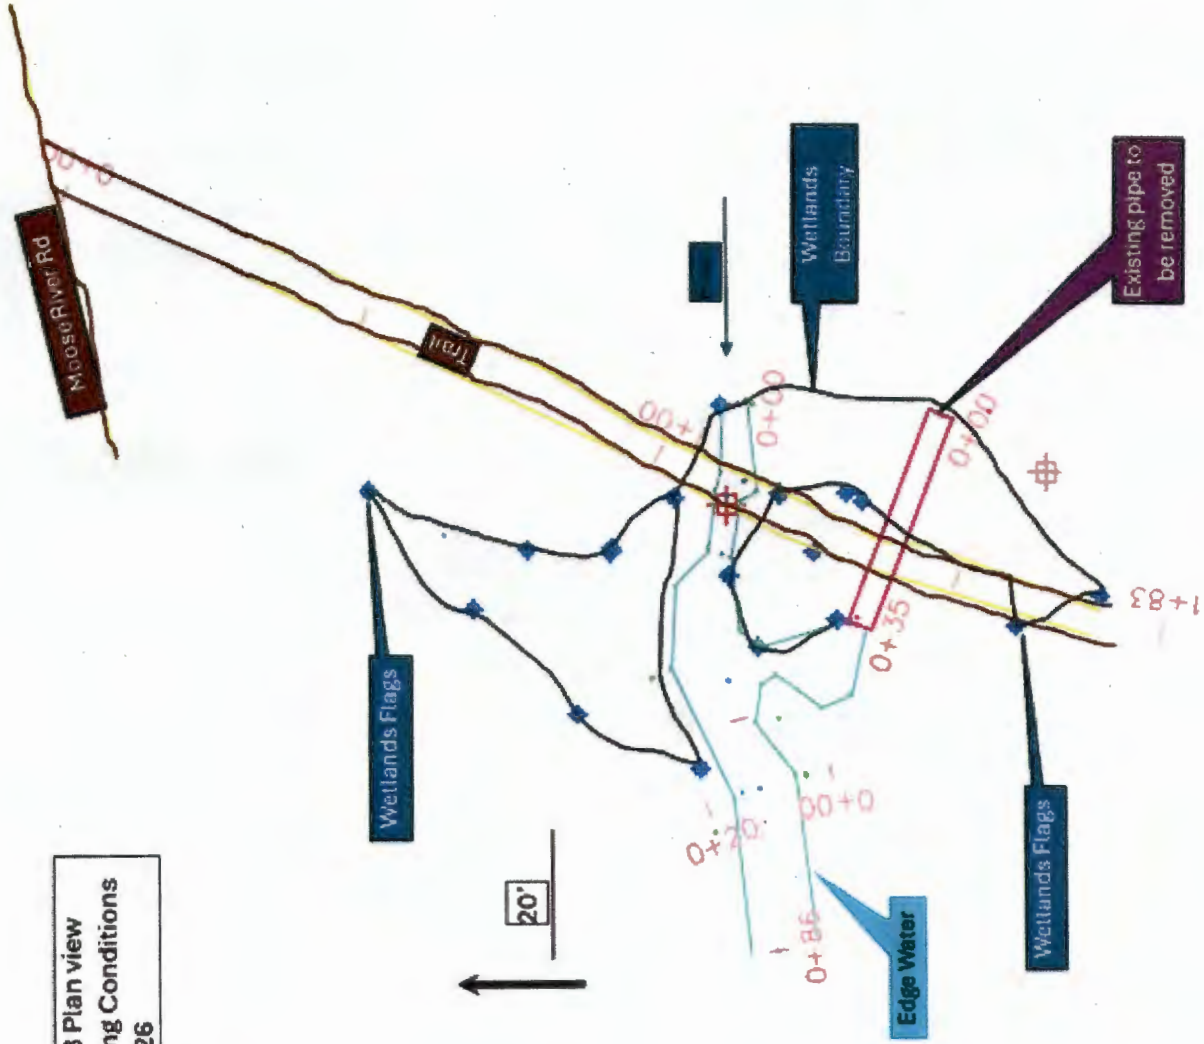 3 Plan view
ng Conditions
26
Moose River Rd
0+00
Trail
Wetlands
Boundary
Existing pipe to
be removed
0+00
0+00
0+35
1+83
Wetlands Flags
20'
0+20
0+00
0+86
Edge Water
Wetlands Flags